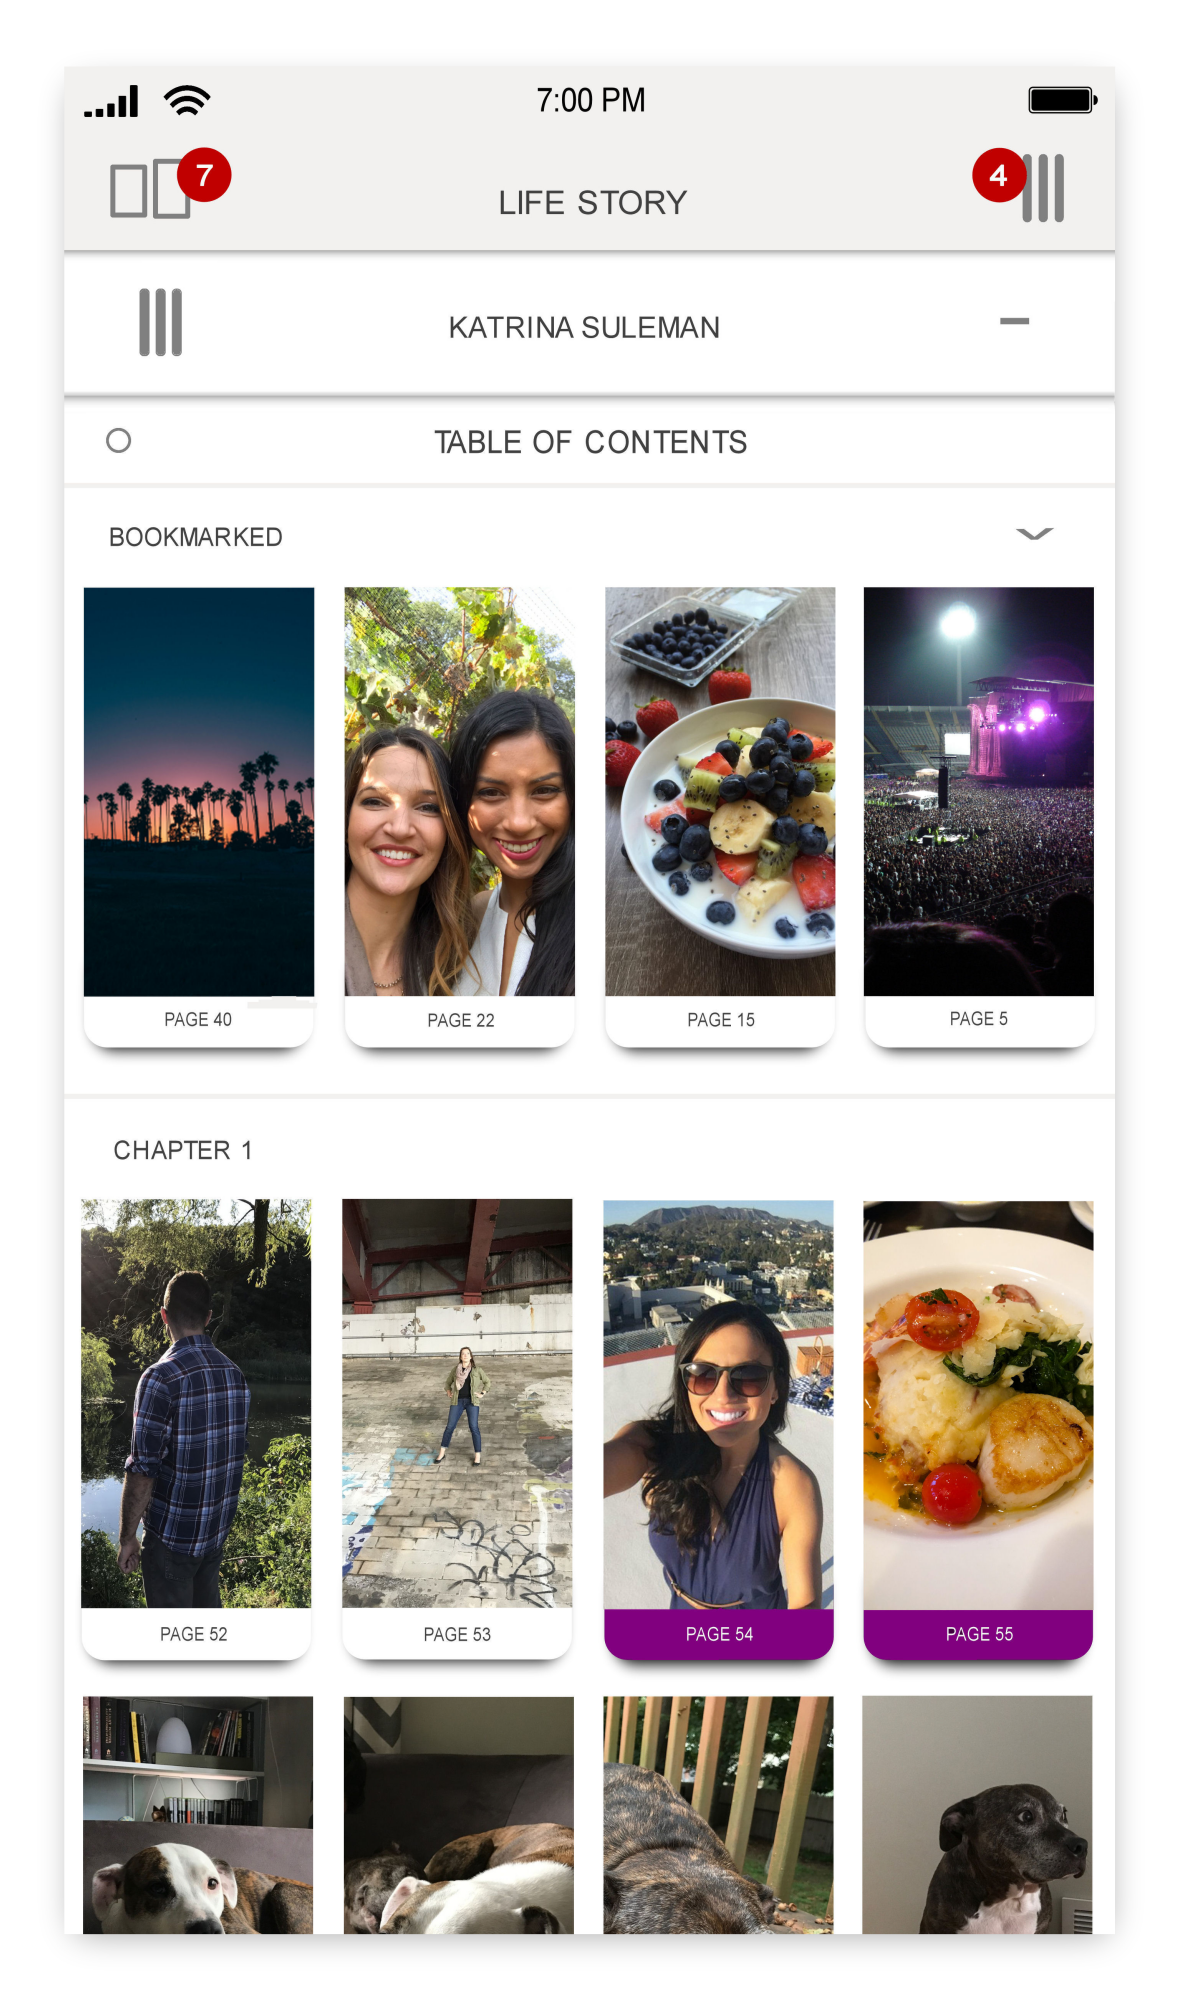 7:00 PM
7
LIFE STORY
4
KATRINA SULEMAN
TABLE OF CONTENTS
BOOKMARKED
PAGE 40
PAGE 22
PAGE 15
PAGE 5
CHAPTER 1
PAGE 52
PAGE 53
PAGE 54
PAGE 55